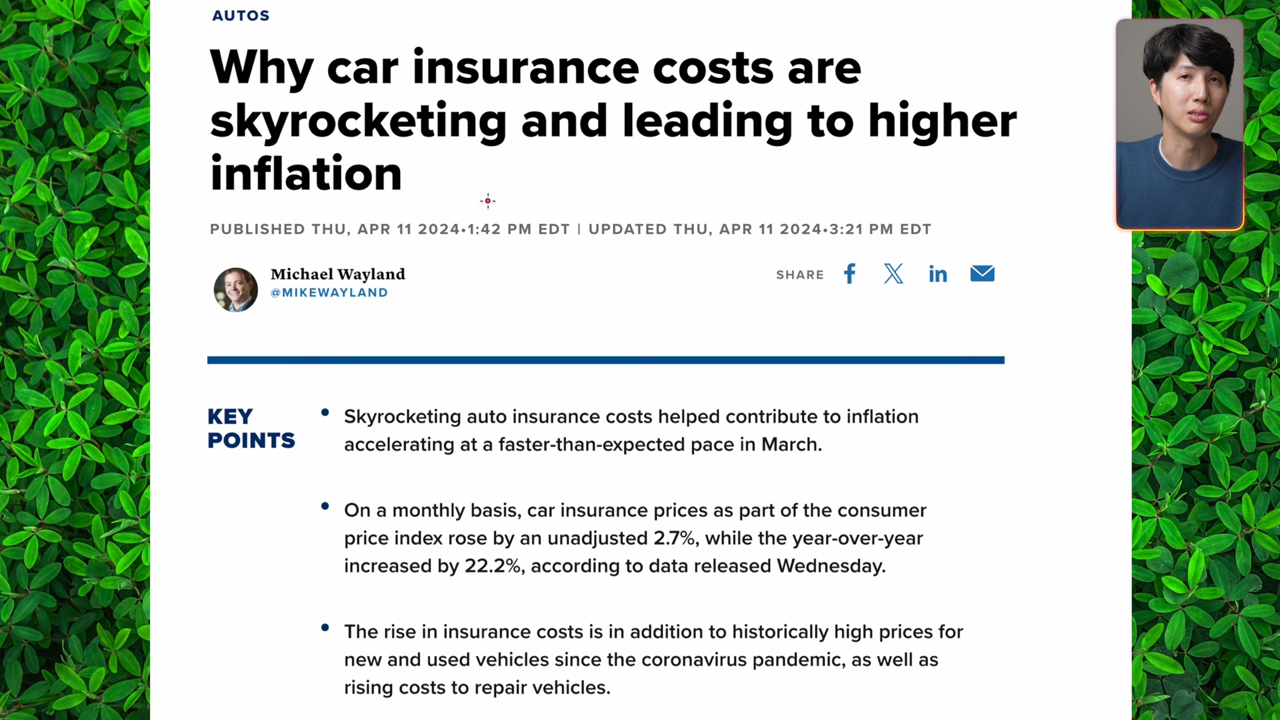 AUTOS
Why car insurance costs are
skyrocketing and leading to higher
inflation
PUBLISHED THU, APR 11 2024•1:42 PM EDT | UPDATED THU, APR 11 2024•3:21 PM EDT
Michael Wayland
@MIKEWAYLAND
SHARE
KEY
POINTS
• Skyrocketing auto insurance costs helped contribute to inflation
accelerating at a faster-than-expected pace in March.
• On a monthly basis, car insurance prices as part of the consumer
price index rose by an unadjusted 2.7%, while the year-over-year
increased by 22.2%, according to data released Wednesday.
• The rise in insurance costs is in addition to historically high prices for
new and used vehicles since the coronavirus pandemic, as well as
rising costs to repair vehicles.